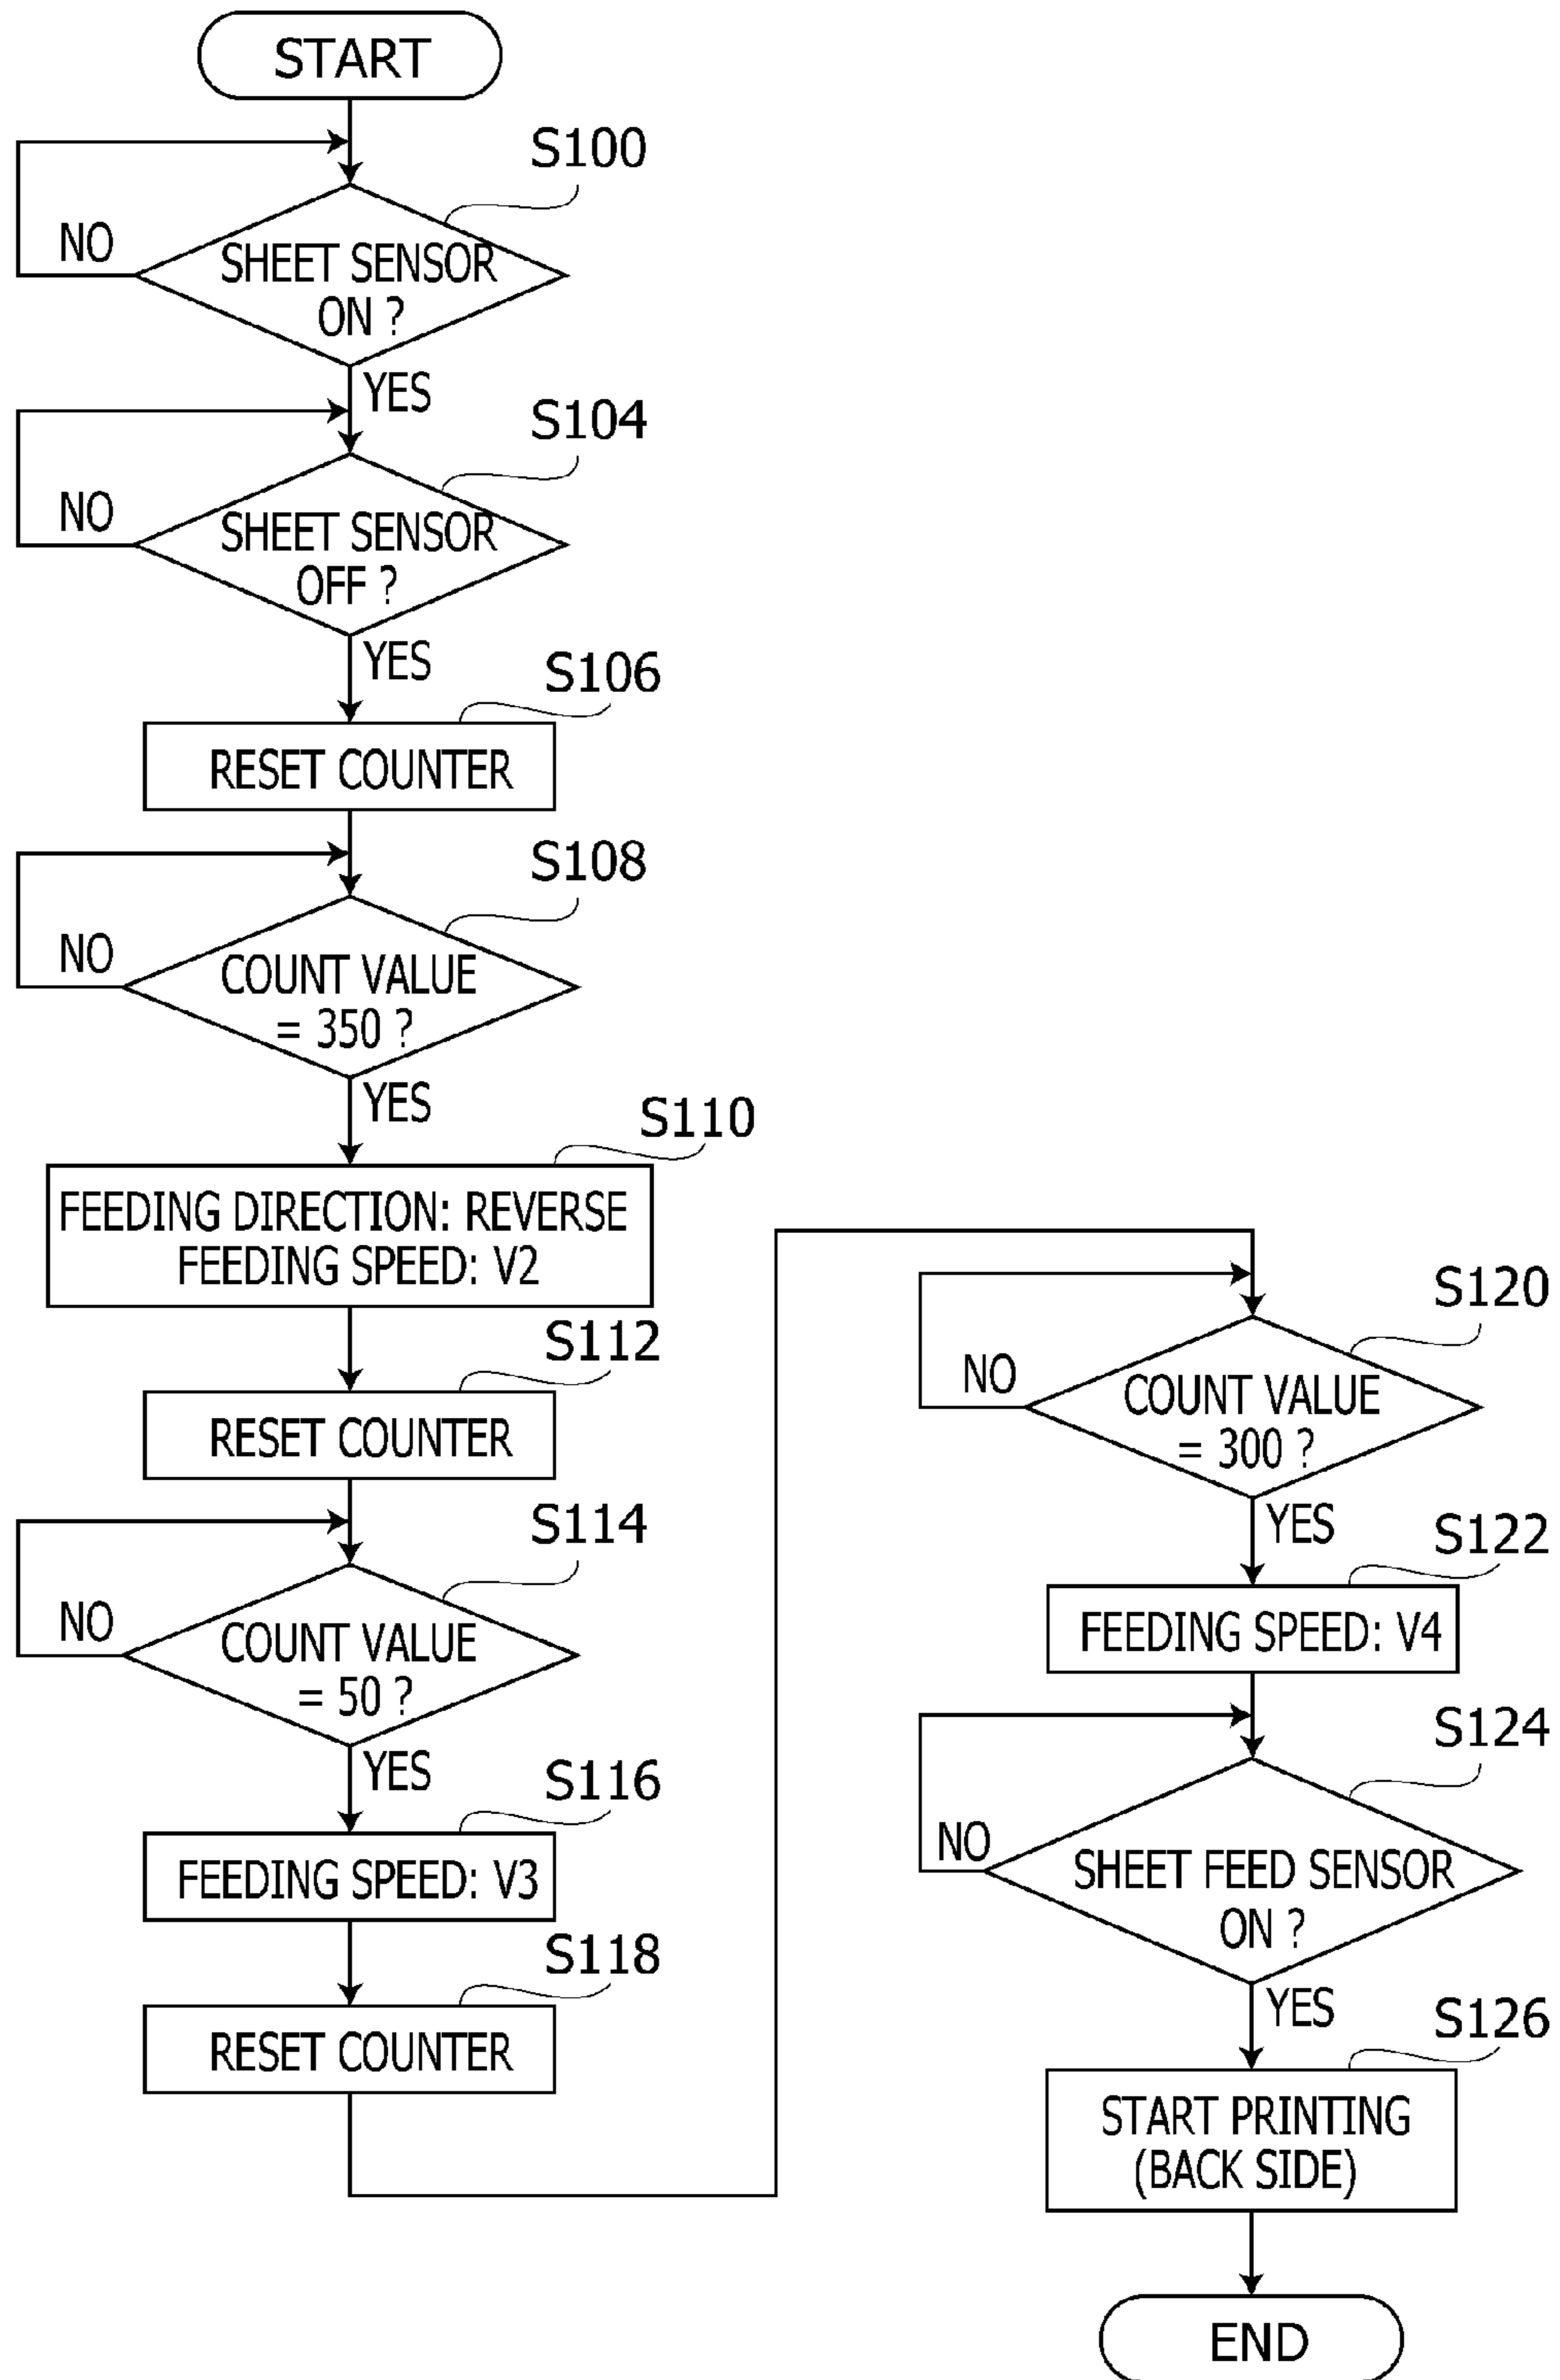 START
S100
NO
SHEET SENSOR
ON ?
YES
S104
NO
SHEET SENSOR
OFF ?
YES
S106
RESET COUNTER
S108
NO
COUNT VALUE
= 350 ?
YES
S110
FEEDING DIRECTION: REVERSE
FEEDING SPEED: V2
S112
RESET COUNTER
S114
NO
COUNT VALUE
= 50 ?
YES
S116
FEEDING SPEED: V3
S118
RESET COUNTER
S120
NO
COUNT VALUE
= 300 ?
YES
S122
FEEDING SPEED: V4
S124
NO
SHEET FEED SENSOR
ON ?
YES
S126
START PRINTING
(BACK SIDE)
END